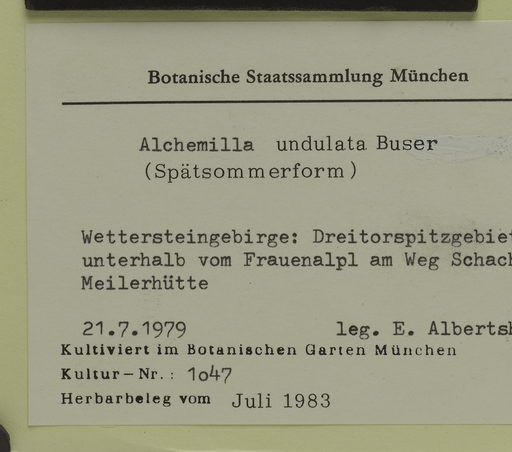 Botanische Staatssammlung München
Alchemilla undulata Buser
(Spätsommerform)
Wettersteingebirge: Dreitorspitzgebiet
unterhalb vom Frauenalpl am Weg Schach
Meilerhütte
21.7.1979 leg. E. Alberts
Kultiviert im Botanischen Garten München
Kultur-Nr.: 1o47
Herbarbeleg vom Juli 1983